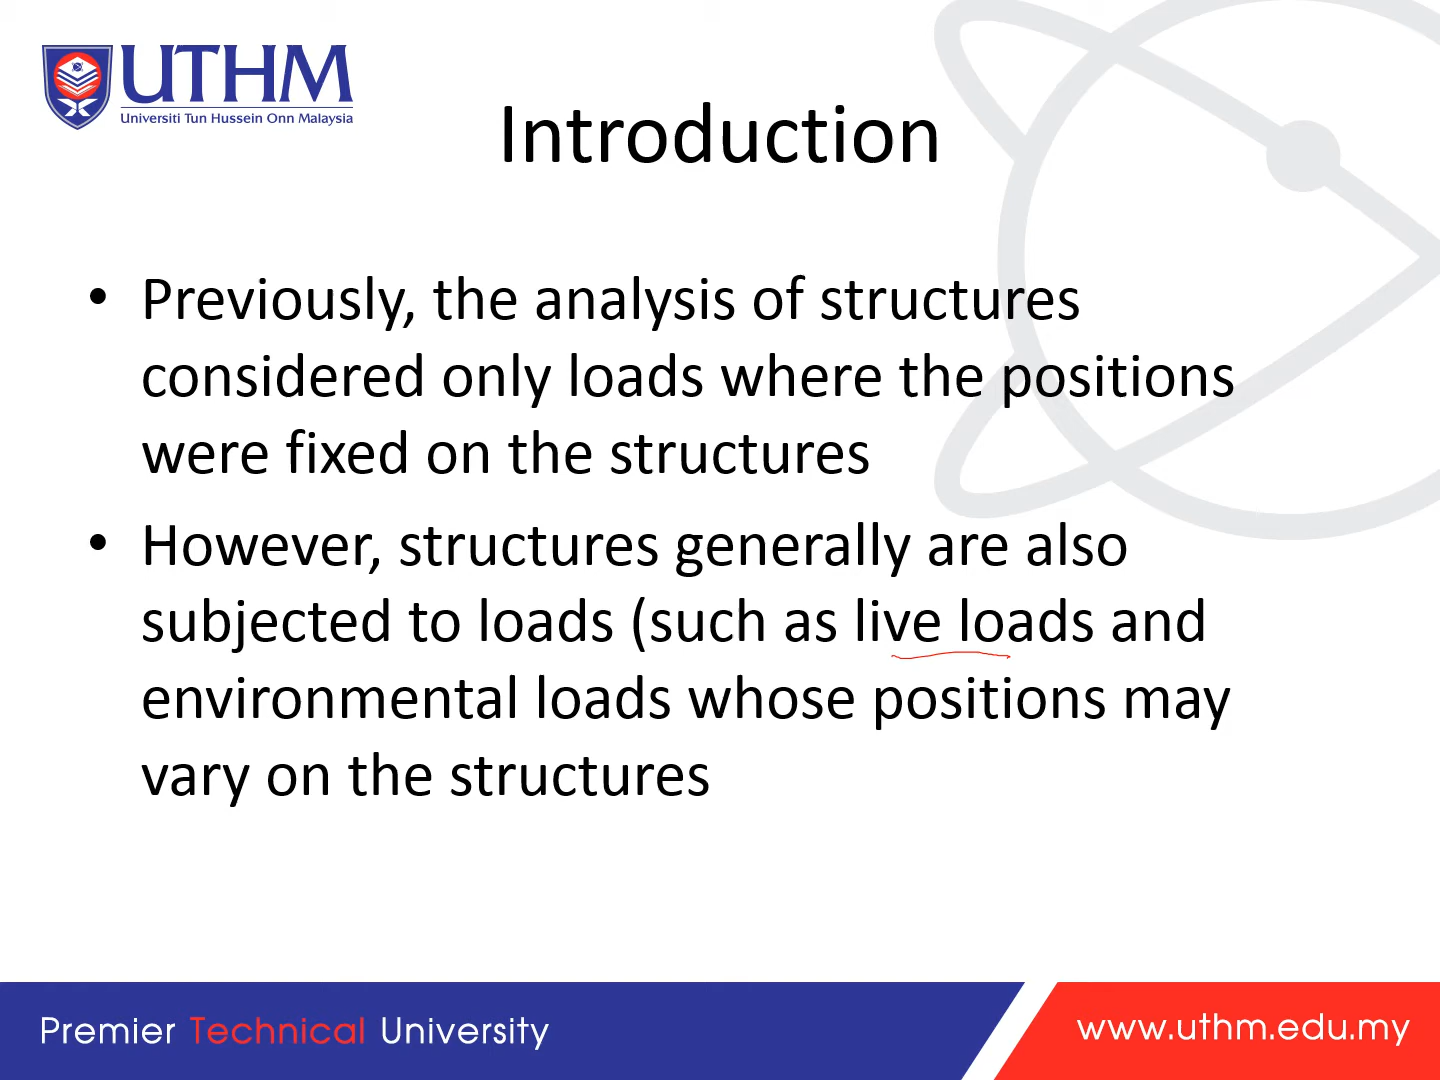 UTHM
Universiti Tun Hussein Onn Malaysia
Introduction
• Previously, the analysis of structures
considered only loads where the positions
were fixed on the structures
• However, structures generally are also
subjected to loads (such as live loads and
environmental loads whose positions may
vary on the structures
Premier Technical University
www.uthm.edu.my